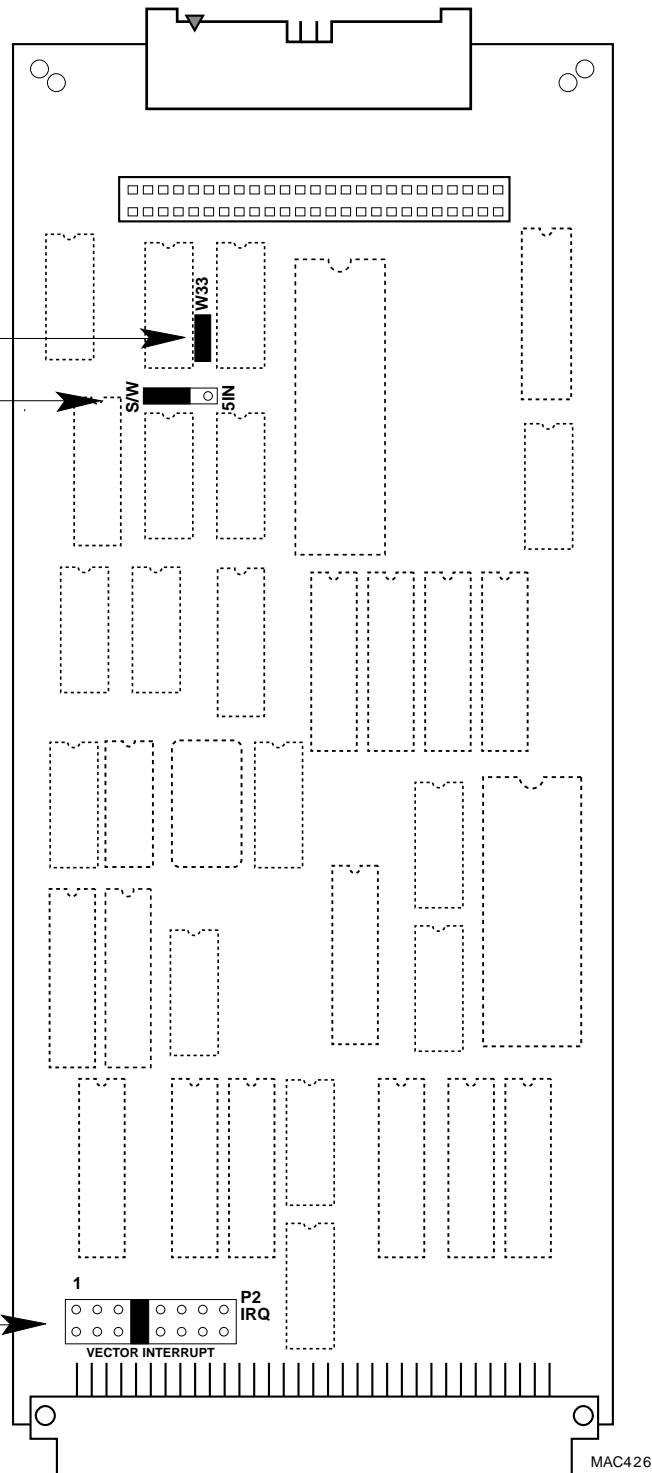 W33
S/W
5IN
1
P2
IRQ
VECTOR INTERRUPT
MAC426